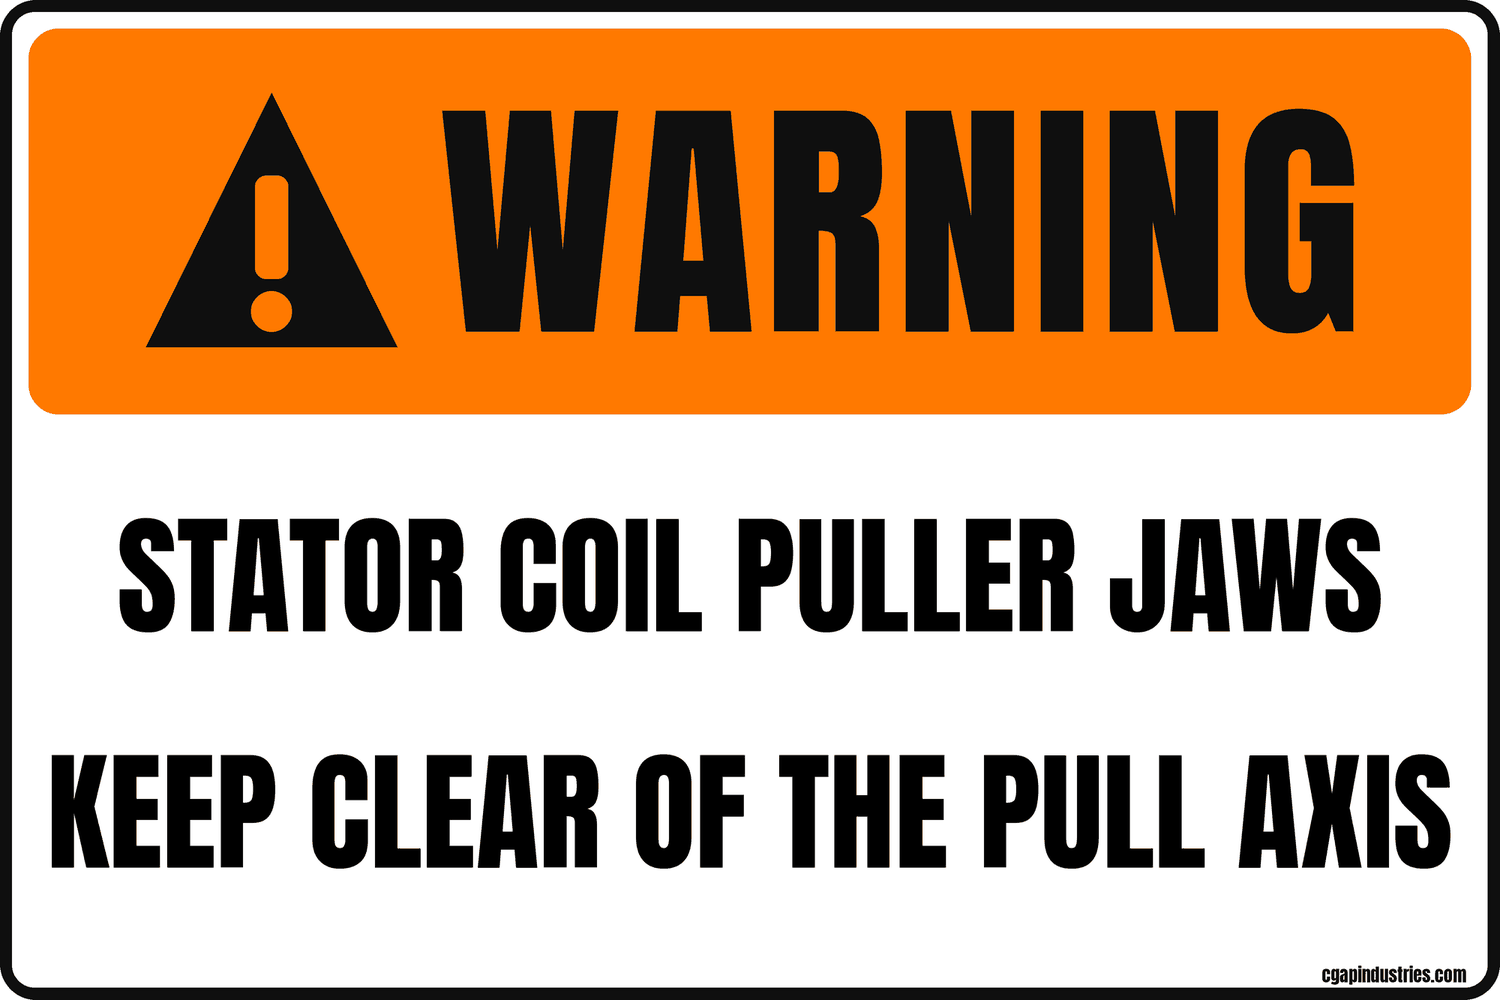 WARNING
STATOR COIL PULLER JAWS
KEEP CLEAR OF THE PULL AXIS
cgapindustries.com